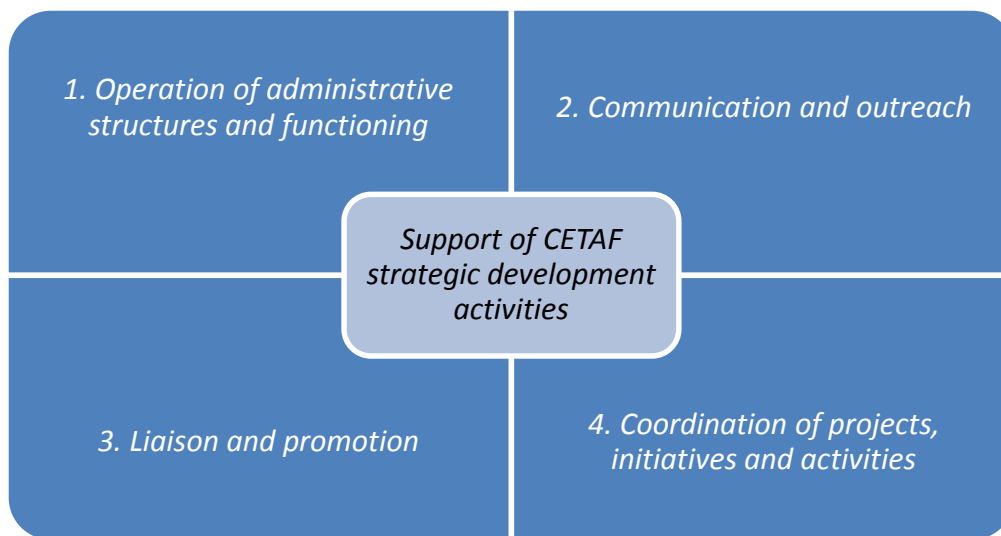 1. Operation of administrative
structures and functioning
2. Communication and outreach
Support of CETAF
strategic development
activities
3. Liaison and promotion
4. Coordination of projects,
initiatives and activities